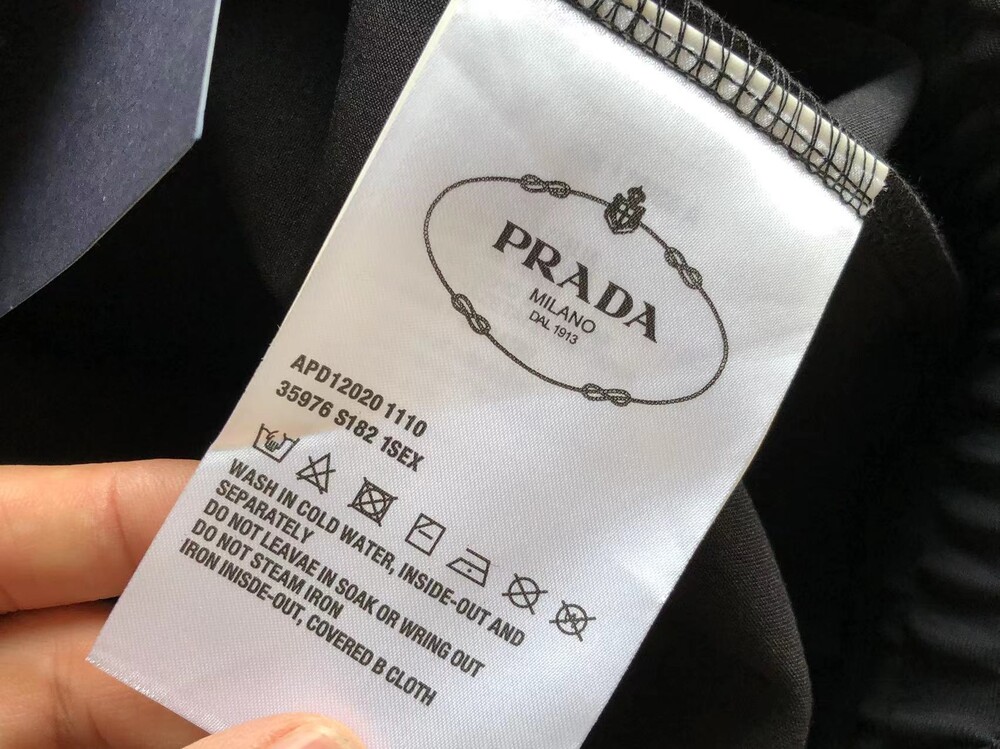 PRADA
MILANO
DAL 1913
APD12020 1110
35976 S182 1SEX
WASH IN COLD WATER, INSIDE-OUT AND
SEPARATELY
DO NOT LEAVAE IN SOAK OR WRING OUT
DO NOT STEAM IRON
IRON INISDE-OUT, COVERED B CLOTH